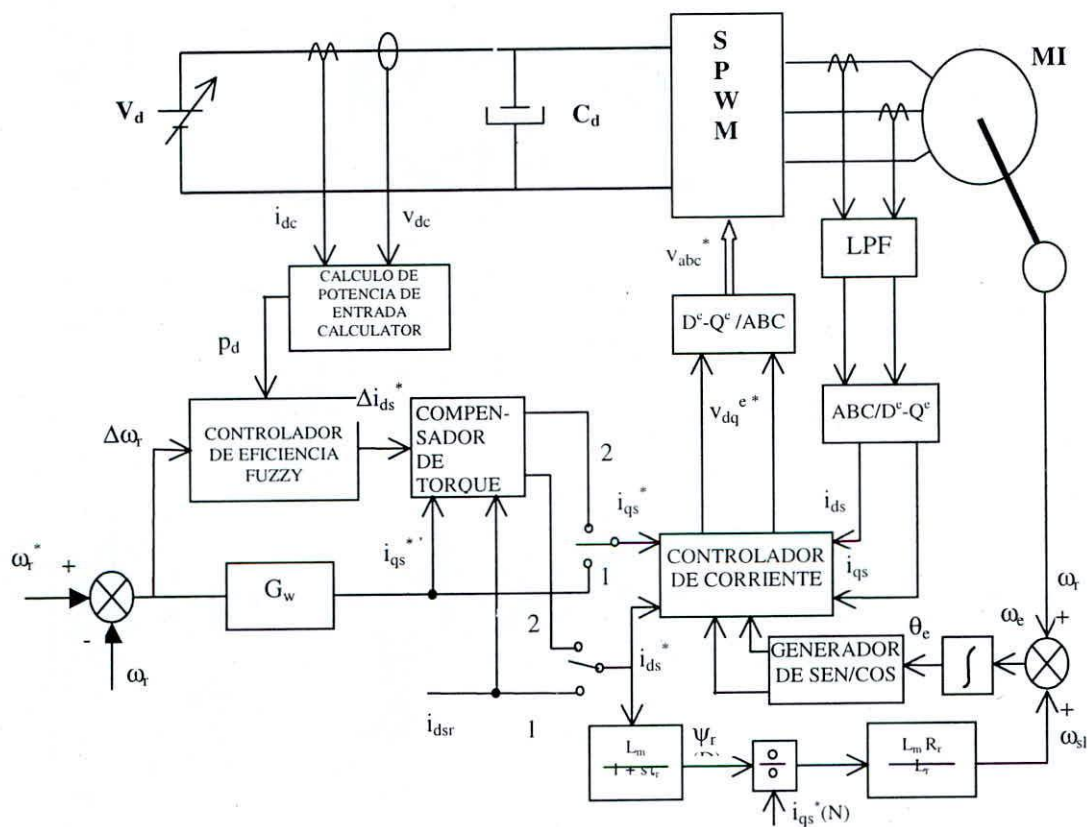 S
P
W
M
MI
V_d
C_d
i_dc
v_dc
v_abc*
LPF
CALCULO DE
POTENCIA DE
ENTRADA
CALCULATOR
D^e-Q^e /ABC
p_d
Δi_ds*
COMPEN-
SADOR
DE
TORQUE
v_dq^e *
ABC/D^e-Q^e
Δω_r
CONTROLADOR
DE EFICIENCIA
FUZZY
2
i_qs*
i_ds
ω_r*
+
i_qs*'
CONTROLADOR
DE CORRIENTE
i_qs
G_w
1
ω_r
-
2
θ_e
ω_e
+
ω_r
i_ds*
GENERADOR
DE SEN/COS
∫
i_dsr
1
+
ω_sl
L_m
1 + sτ_r
ψ_r
÷
L_m R_r
L_r
i_qs*(N)